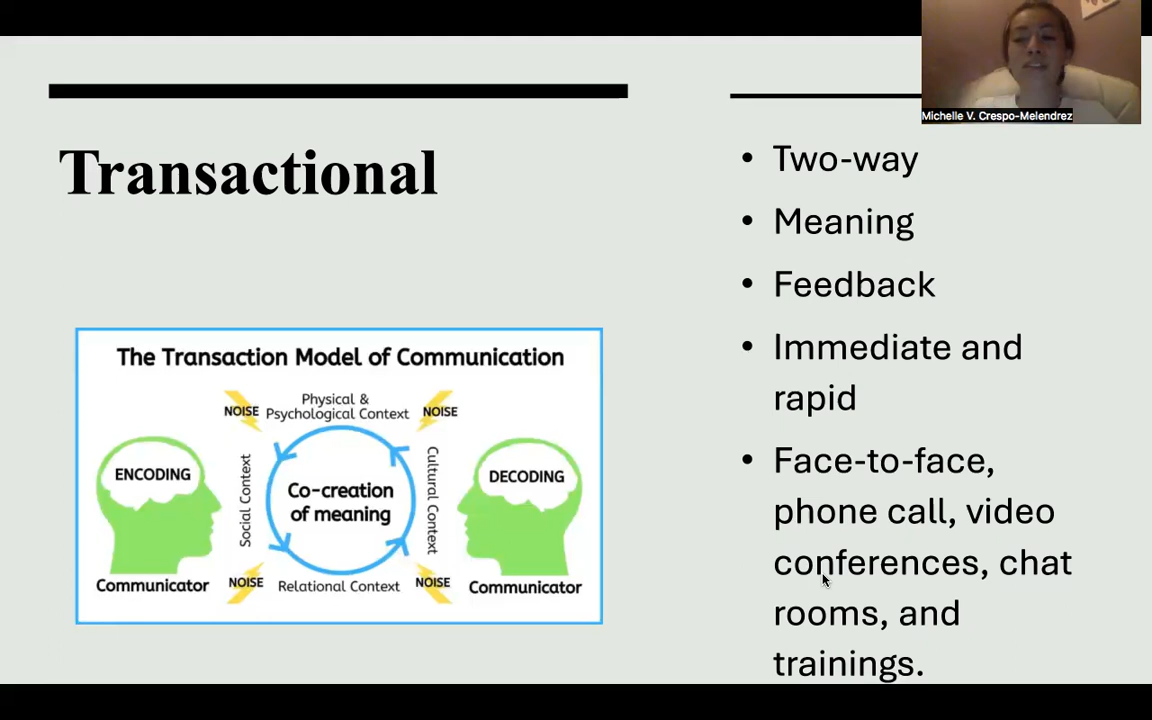 Michelle V. Crespo-Melendrez
Transactional
• Two-way
• Meaning
• Feedback
• Immediate and
rapid
• Face-to-face,
phone call, video
conferences, chat
rooms, and
trainings.
The Transaction Model of Communication
NOISE
Physical &
Psychological Context
NOISE
ENCODING
Social Context
Co-creation
of meaning
Cultural Context
DECODING
Communicator
NOISE
Relational Context
NOISE
Communicator